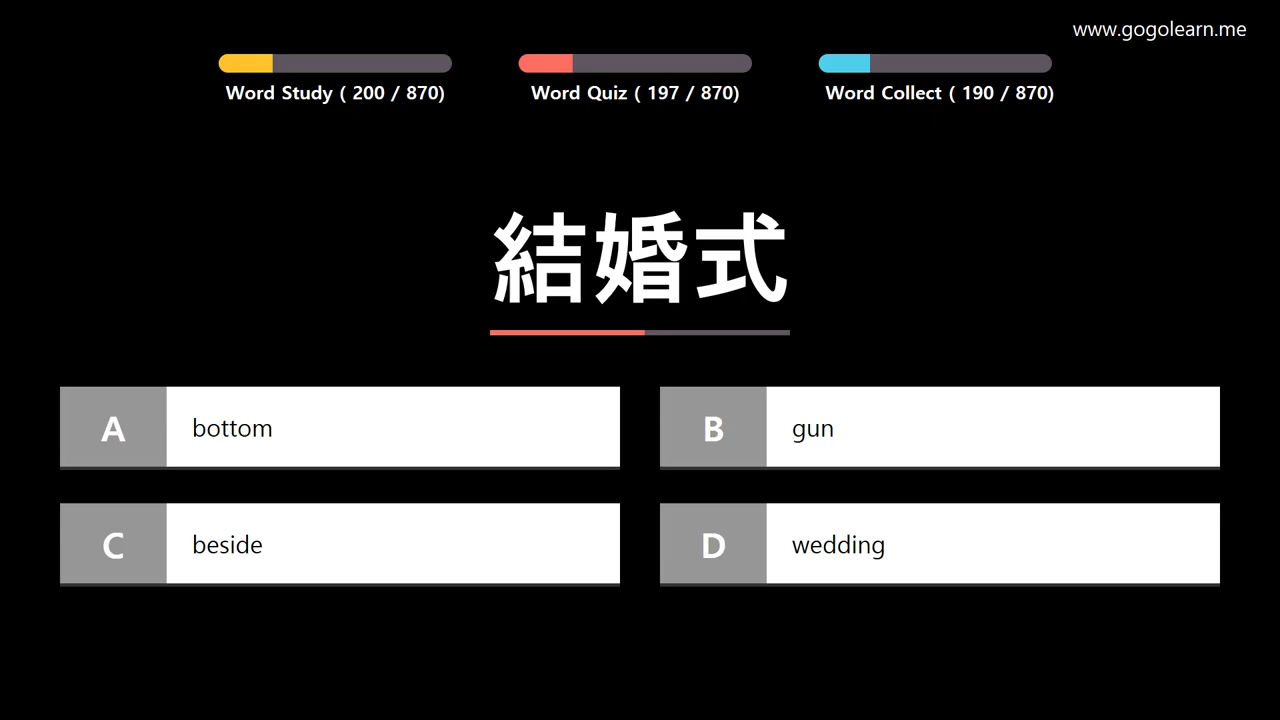 www.gogolearn.me
Word Study ( 200 / 870)
Word Quiz ( 197 / 870)
Word Collect ( 190 / 870)
結婚式
A bottom
B gun
C beside
D wedding